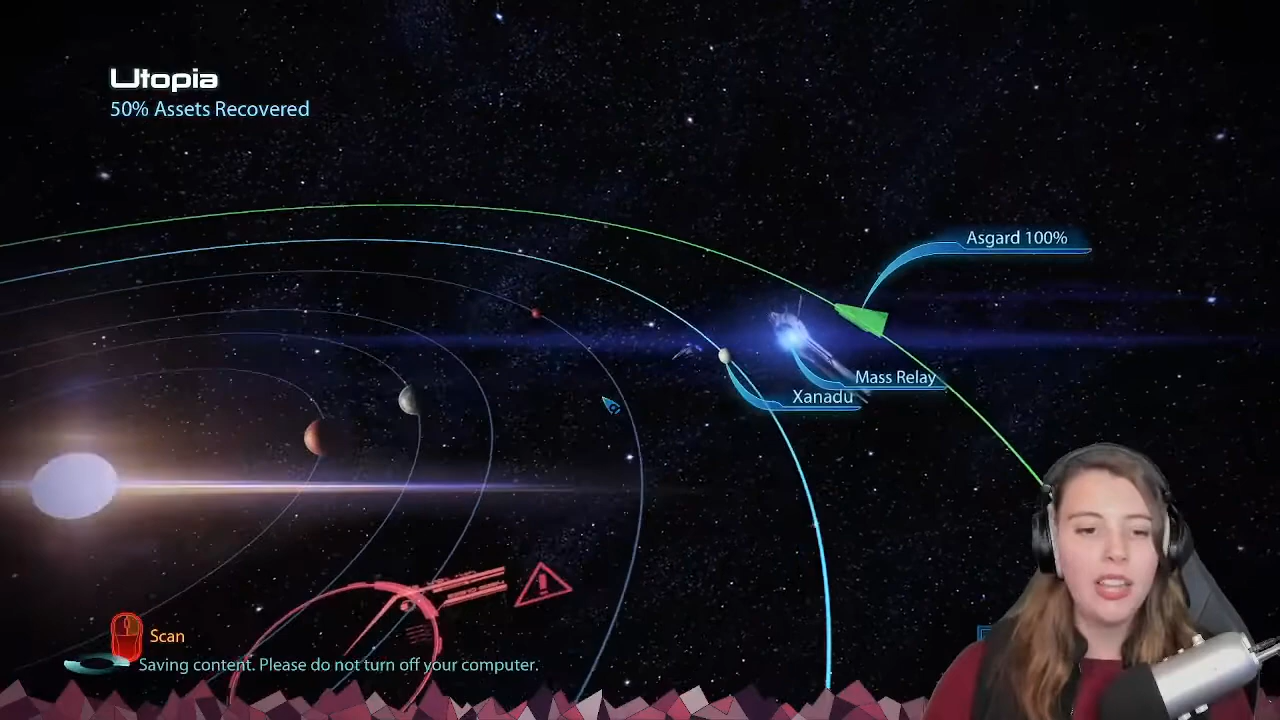 Utopia
50% Assets Recovered
Asgard 100%
Mass Relay
Xanadu
Scan
Saving content. Please do not turn off your computer.